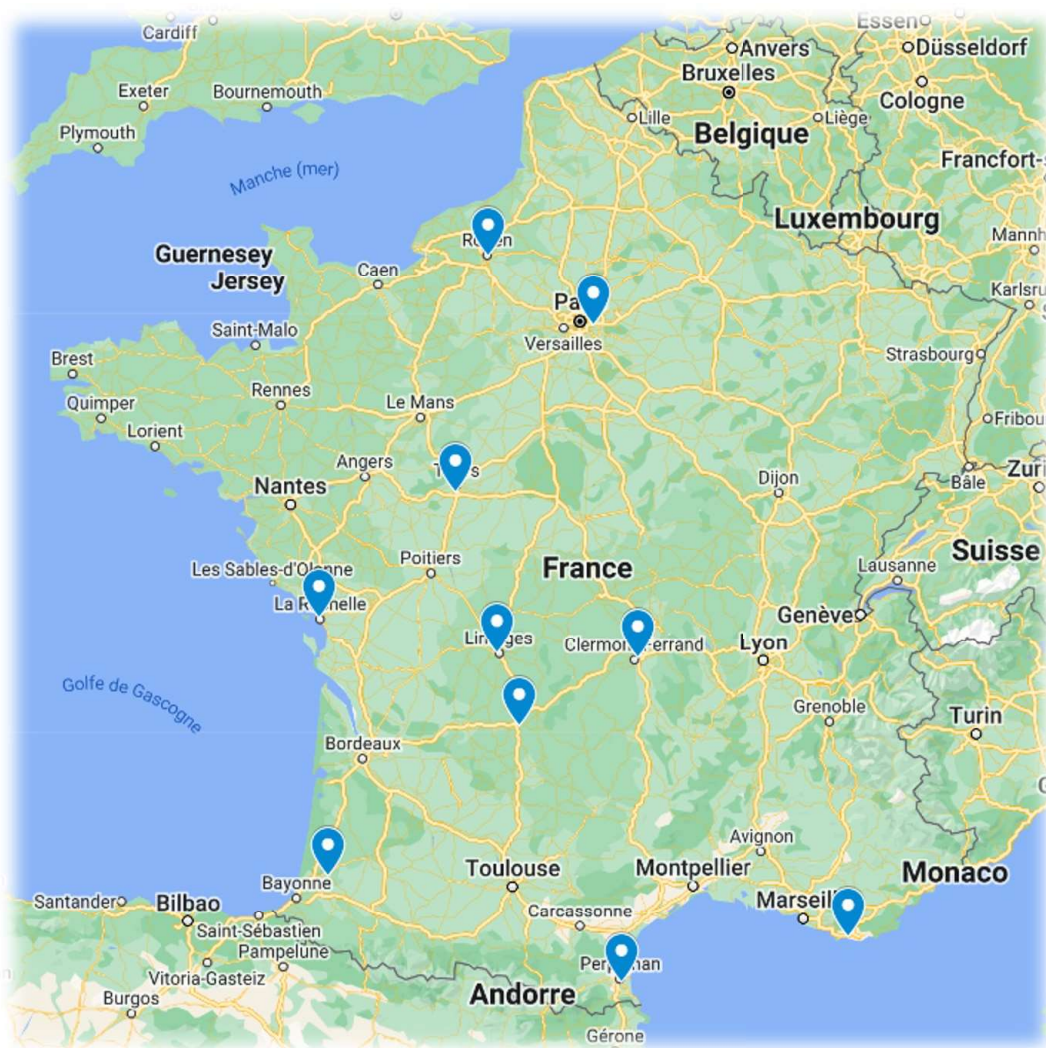 Cardiff
Essen
Anvers
Düsseldorf
Exeter
Bournemouth
Bruxelles
Cologne
Lille
Liège
Plymouth
Belgique
Francfort-s
Manche (mer)
Luxembourg
Mannh
Guernesey
Jersey
Caen
Karlsru
Pa
Versailles
Saint-Malo
Strasbourg
Brest
Rennes
Le Mans
Quimper
Lorient
Fribou
Angers
Dijon
Bâle
Zuri
Nantes
Poitiers
France
Suisse
Lausanne
Les Sables-d'Olonne
Genève
Clermont-Ferrand
Lyon
Golfe de Gascogne
Grenoble
Turin
Bordeaux
Avignon
Toulouse
Montpellier
Monaco
Bayonne
Santander
Bilbao
Marseill
Carcassonne
Saint-Sébastien
Pampelune
Vitoria-Gasteiz
Andorre
Burgos
Gérone